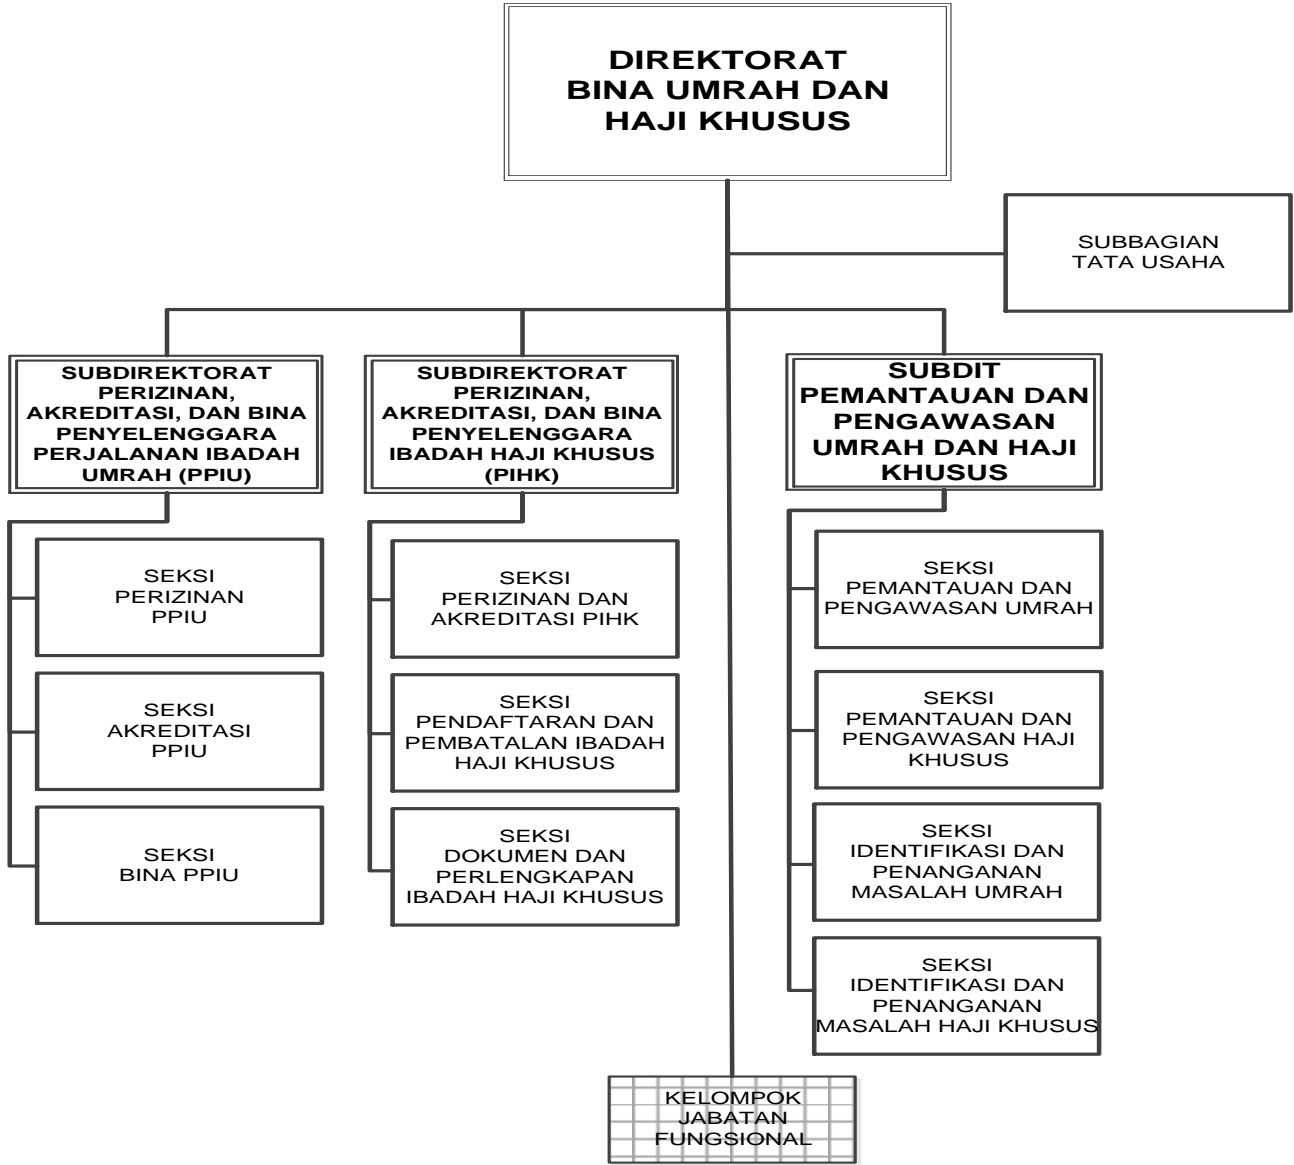 DIREKTORAT
BINA UMRAH DAN
HAJI KHUSUS
SUBBAGIAN
TATA USAHA
SUBDIREKTORAT
PERIZINAN,
AKREDITASI, DAN BINA
PENYELENGGARA
PERJALANAN IBADAH
UMRAH (PPIU)
SEKSI
PERIZINAN
PPIU
SEKSI
AKREDITASI
PPIU
SEKSI
BINA PPIU
SUBDIREKTORAT
PERIZINAN,
AKREDITASI, DAN BINA
PENYELENGGARA
IBADAH HAJI KHUSUS
(PIHK)
SEKSI
PERIZINAN DAN
AKREDITASI PIHK
SEKSI
PENDAFTARAN DAN
PEMBATALAN IBADAH
HAJI KHUSUS
SEKSI
DOKUMEN DAN
PERLENGKAPAN
IBADAH HAJI KHUSUS
SUBDIT
PEMANTAUAN DAN
PENGAWASAN
UMRAH DAN HAJI
KHUSUS
SEKSI
PEMANTAUAN DAN
PENGAWASAN UMRAH
SEKSI
PEMANTAUAN DAN
PENGAWASAN HAJI
KHUSUS
SEKSI
IDENTIFIKASI DAN
PENANGANAN
MASALAH UMRAH
SEKSI
IDENTIFIKASI DAN
PENANGANAN
MASALAH HAJI KHUSUS
KELOMPOK
JABATAN
FUNGSIONAL